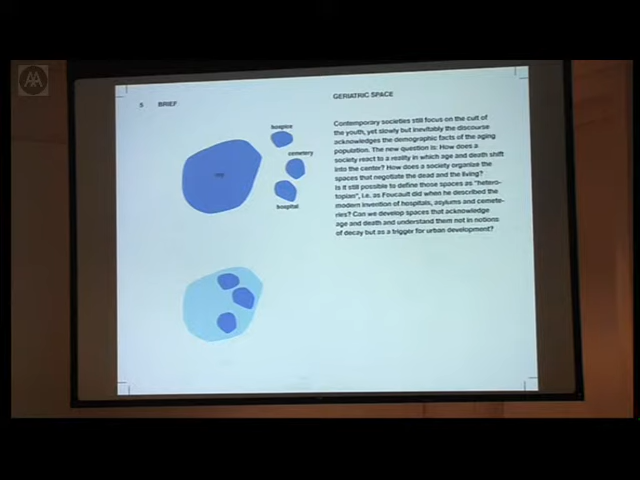 AA
5 BRIEF
GERIATRIC SPACE
hospice
cemetery
hospital
city
Contemporary societies still focus on the cult of
the youth, yet slowly but inevitably the discourse
acknowledges the demographic facts of the aging
population. The new question is: How does a
society react to a reality in which age and death shift
into the center? How does a society organize the
spaces that negotiate the dead and the living?
Is it still possible to define those spaces as "hetero-
topian", i.e. as Foucault did when he described the
modern invention of hospitals, asylums and cemete-
ries? Can we develop spaces that acknowledge
age and death and understand them not in notions
of decay but as a trigger for urban development?